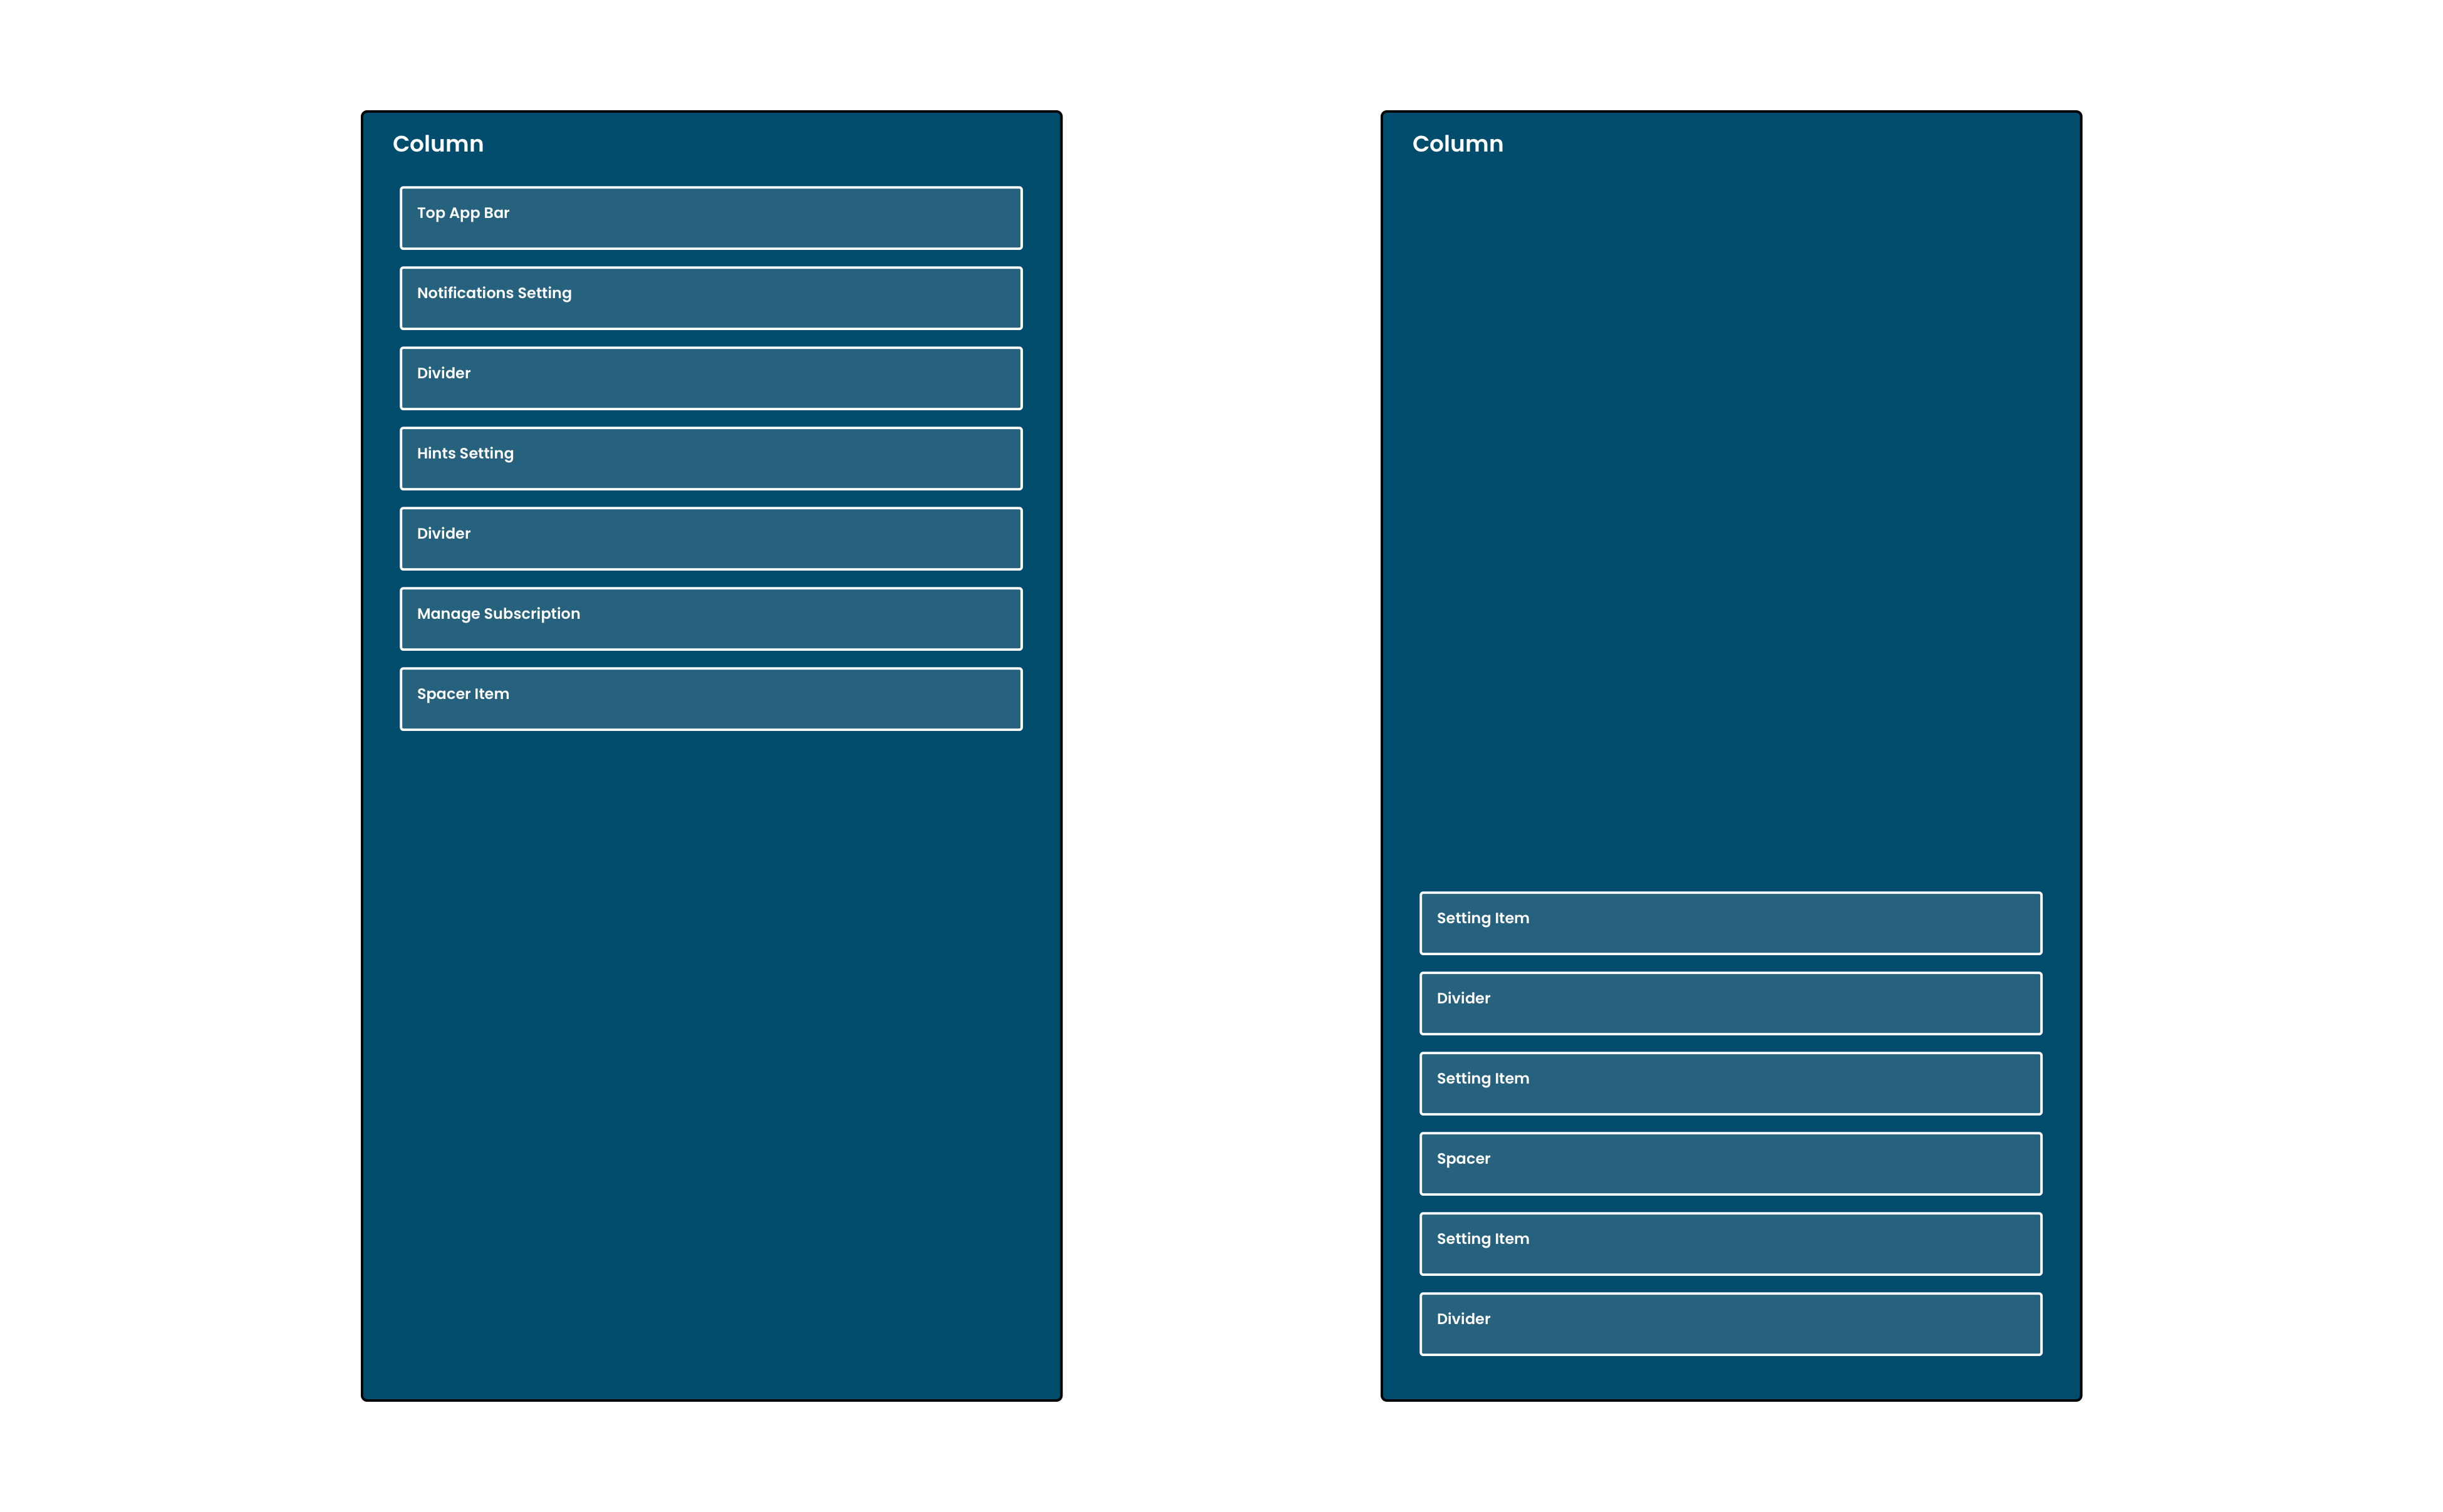 Column
Top App Bar
Notifications Setting
Divider
Hints Setting
Divider
Manage Subscription
Spacer Item
Column
Setting Item
Divider
Setting Item
Spacer
Setting Item
Divider